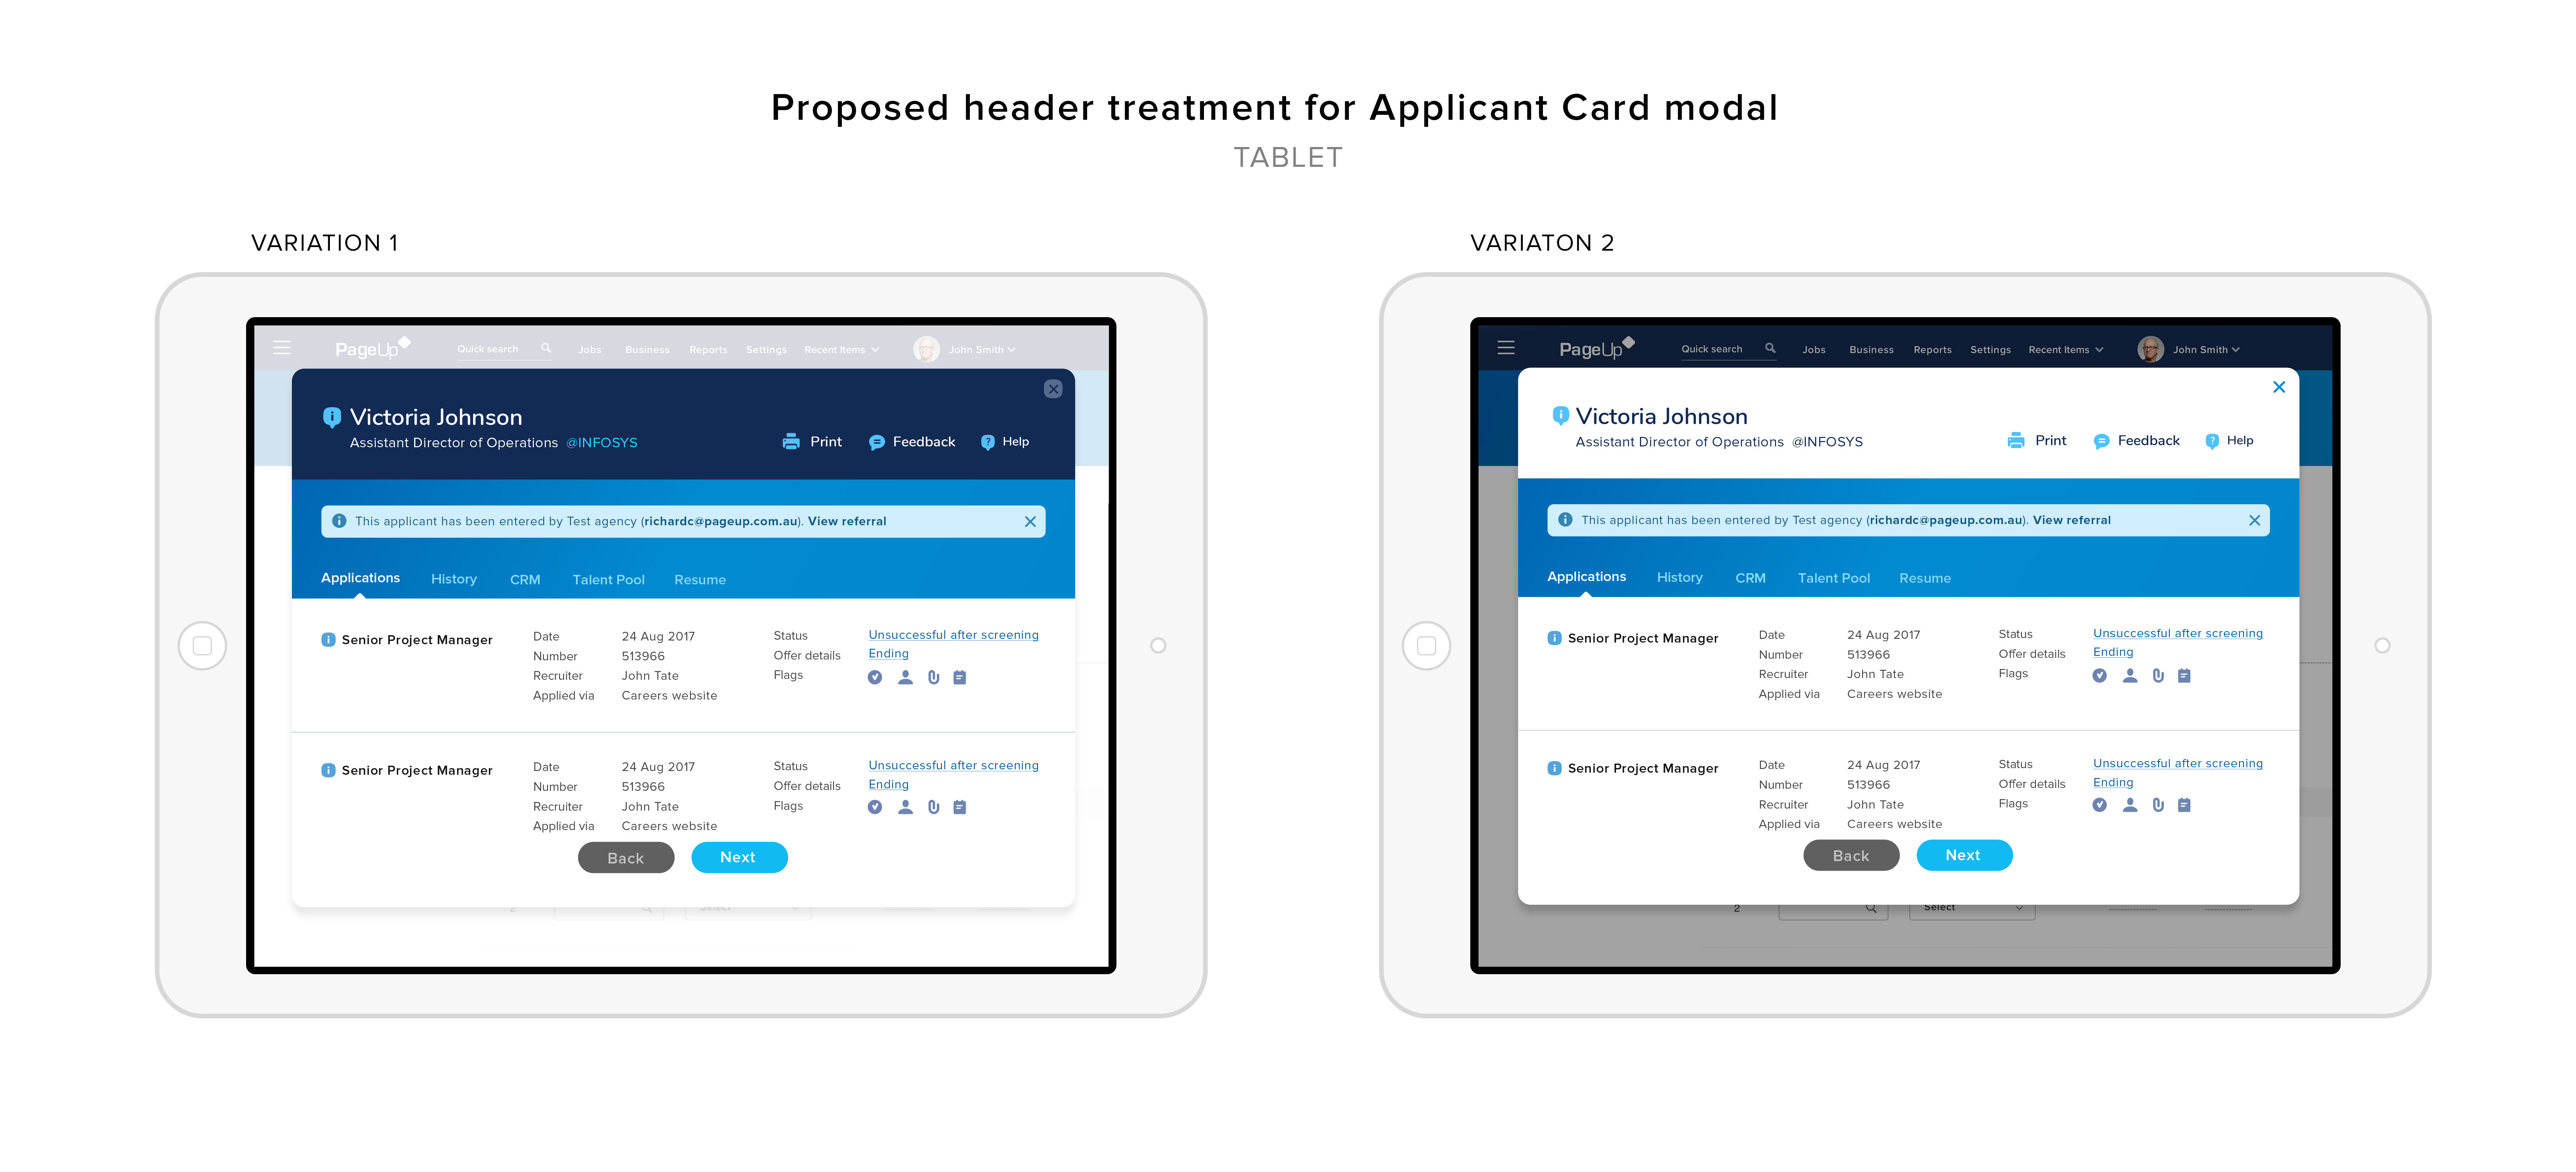 Proposed header treatment for Applicant Card modal
TABLET
VARIATION 1
PageUp Quick search Jobs Business Reports Settings Recent Items John Smith
Victoria Johnson
Assistant Director of Operations @INFOSYS Print Feedback Help
This applicant has been entered by Test agency (richardc@pageup.com.au). View referral
Applications History CRM Talent Pool Resume
Senior Project Manager
Date 24 Aug 2017
Number 513966
Recruiter John Tate
Applied via Careers website
Status Unsuccessful after screening
Offer details Ending
Flags
Senior Project Manager
Date 24 Aug 2017
Number 513966
Recruiter John Tate
Applied via Careers website
Status Unsuccessful after screening
Offer details Ending
Flags
Back Next
2 Select
VARIATON 2
PageUp Quick search Jobs Business Reports Settings Recent Items John Smith
Victoria Johnson
Assistant Director of Operations @INFOSYS Print Feedback Help
This applicant has been entered by Test agency (richardc@pageup.com.au). View referral
Applications History CRM Talent Pool Resume
Senior Project Manager
Date 24 Aug 2017
Number 513966
Recruiter John Tate
Applied via Careers website
Status Unsuccessful after screening
Offer details Ending
Flags
Senior Project Manager
Date 24 Aug 2017
Number 513966
Recruiter John Tate
Applied via Careers website
Status Unsuccessful after screening
Offer details Ending
Flags
Back Next
2 Select